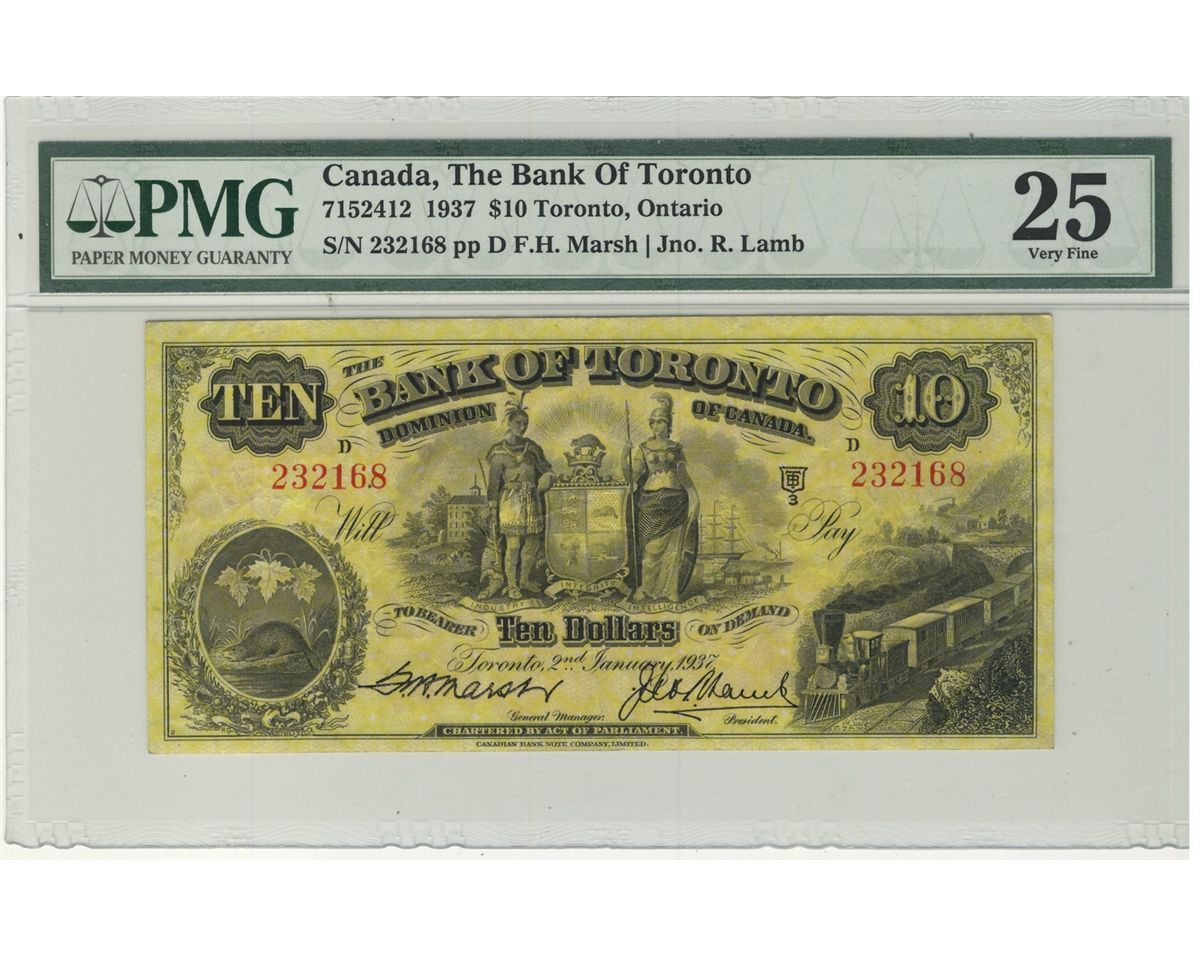 PMG
PAPER MONEY GUARANTY
Canada, The Bank Of Toronto
7152412 1937 $10 Toronto, Ontario
S/N 232168 pp D F.H. Marsh | Jno. R. Lamb
25
Very Fine
TEN
THE
BANK OF TORONTO
DOMINION OF CANADA.
10
D D
232168 232168
TB
3
Will Pay
INDUSTRY INTEGRITY INTELLIGENCE
TO BEARER Ten Dollars ON DEMAND
Toronto, 2nd January, 1937
General Manager. President.
CHARTERED BY ACT OF PARLIAMENT.
CANADIAN BANK NOTE COMPANY, LIMITED.